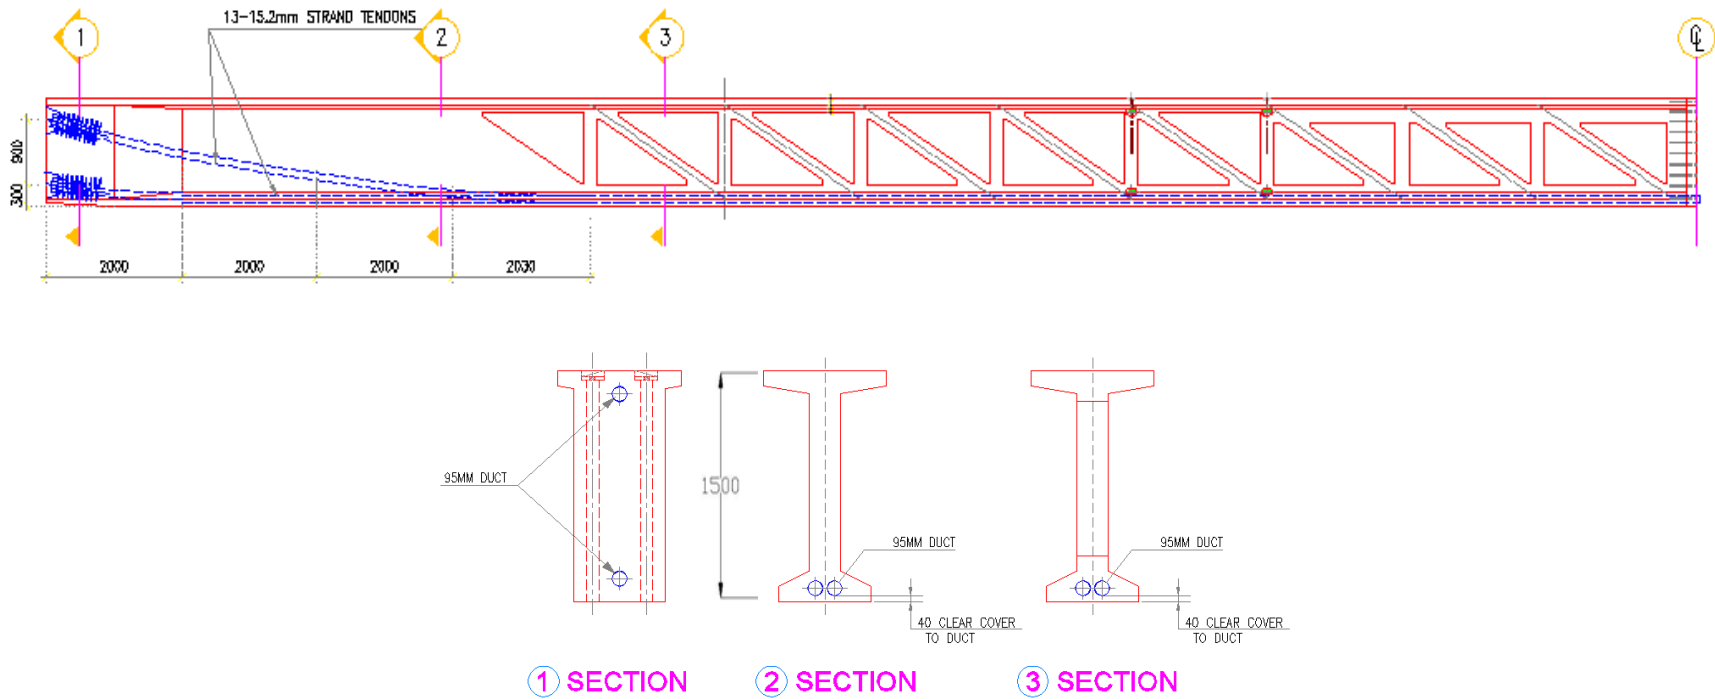 13-15.2mm STRAND TENDONS
1
2
3
℄
900
300
2000
2000
2000
2030
1500
95MM DUCT
95MM DUCT
95MM DUCT
40 CLEAR COVER
TO DUCT
40 CLEAR COVER
TO DUCT
1 SECTION
2 SECTION
3 SECTION